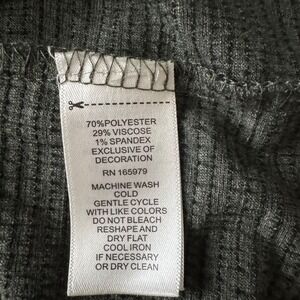 70%POLYESTER
29% VISCOSE
1% SPANDEX
EXCLUSIVE OF
DECORATION
RN 165979
MACHINE WASH
COLD
GENTLE CYCLE
WITH LIKE COLORS
DO NOT BLEACH
RESHAPE AND
DRY FLAT
COOL IRON
IF NECESSARY
OR DRY CLEAN